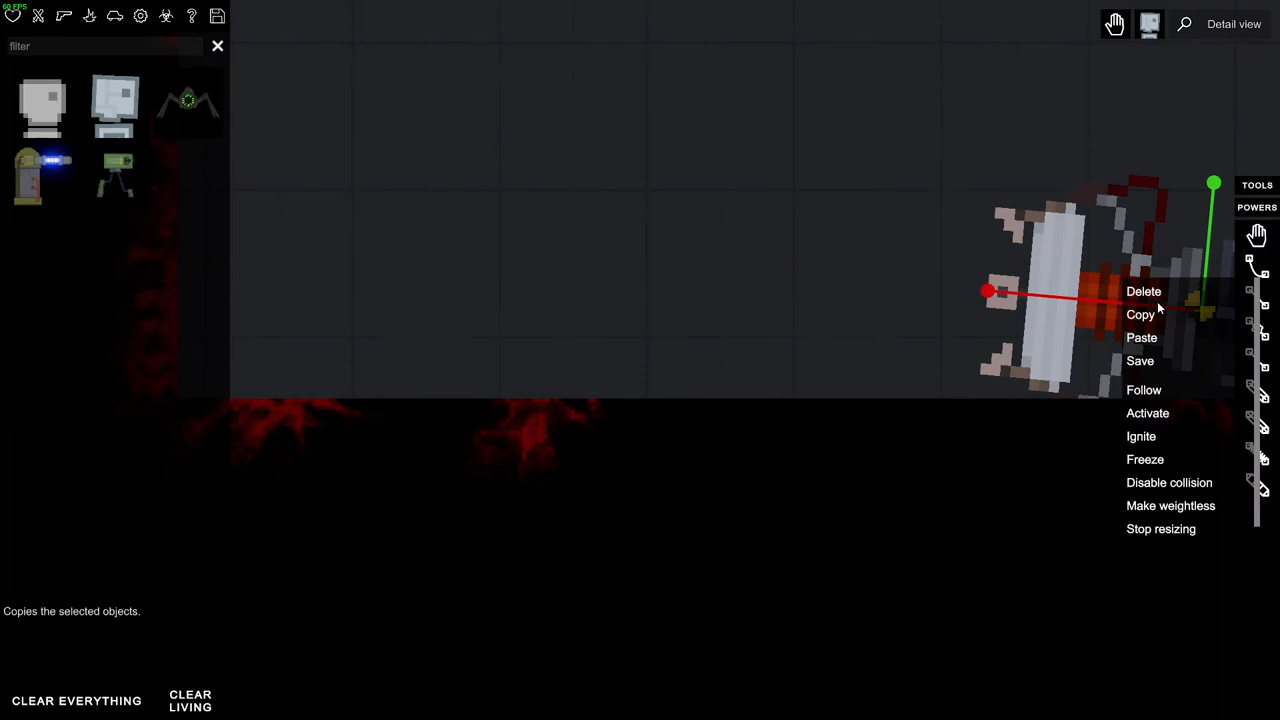 60 FPS
filter
Detail view
TOOLS
POWERS
Delete
Copy
Paste
Save
Follow
Activate
Ignite
Freeze
Disable collision
Make weightless
Stop resizing
Copies the selected objects.
CLEAR EVERYTHING
CLEAR
LIVING